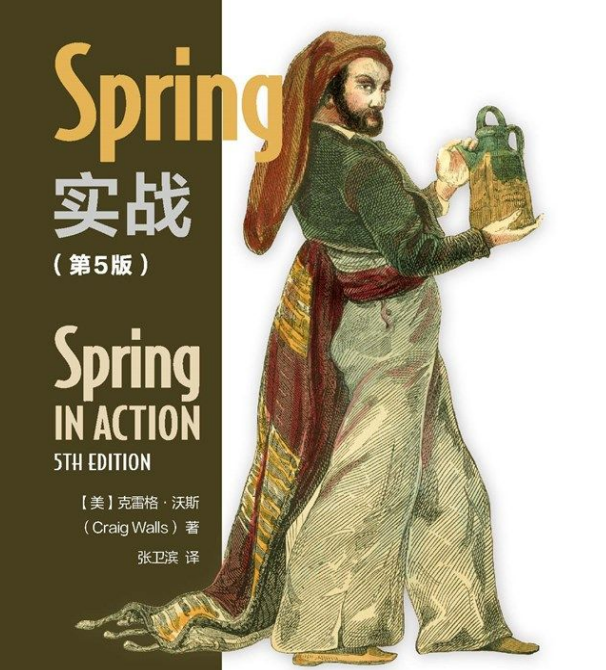 Spring
实战
（第5版）
Spring
IN ACTION
5TH EDITION
【美】克雷格·沃斯
（Craig Walls）著
张卫滨 译